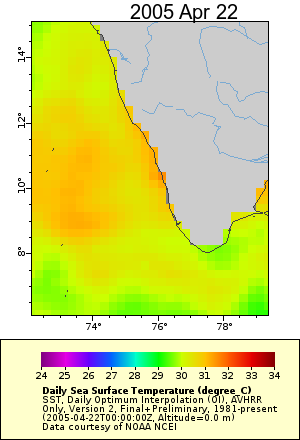 2005 Apr 22
14°
12°
10°
8°
74° 76° 78°
24 25 26 27 28 29 30 31 32 33 34
Daily Sea Surface Temperature (degree_C)
SST, Daily Optimum Interpolation (OI), AVHRR
Only, Version 2, Final+Preliminary, 1981-present
(2005-04-22T00:00:00Z, Altitude=0.0 m)
Data courtesy of NOAA NCEI